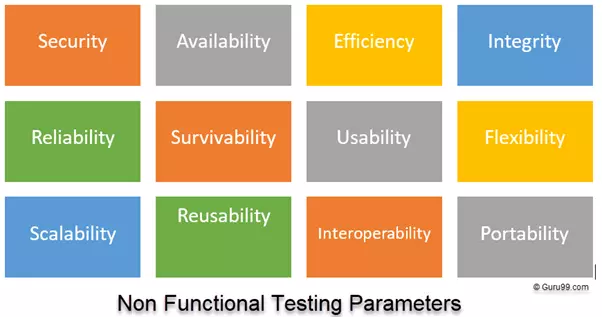 Security
Availability
Efficiency
Integrity
Reliability
Survivability
Usability
Flexibility
Scalability
Reusability
Interoperability
Portability
© Guru99.com
Non Functional Testing Parameters